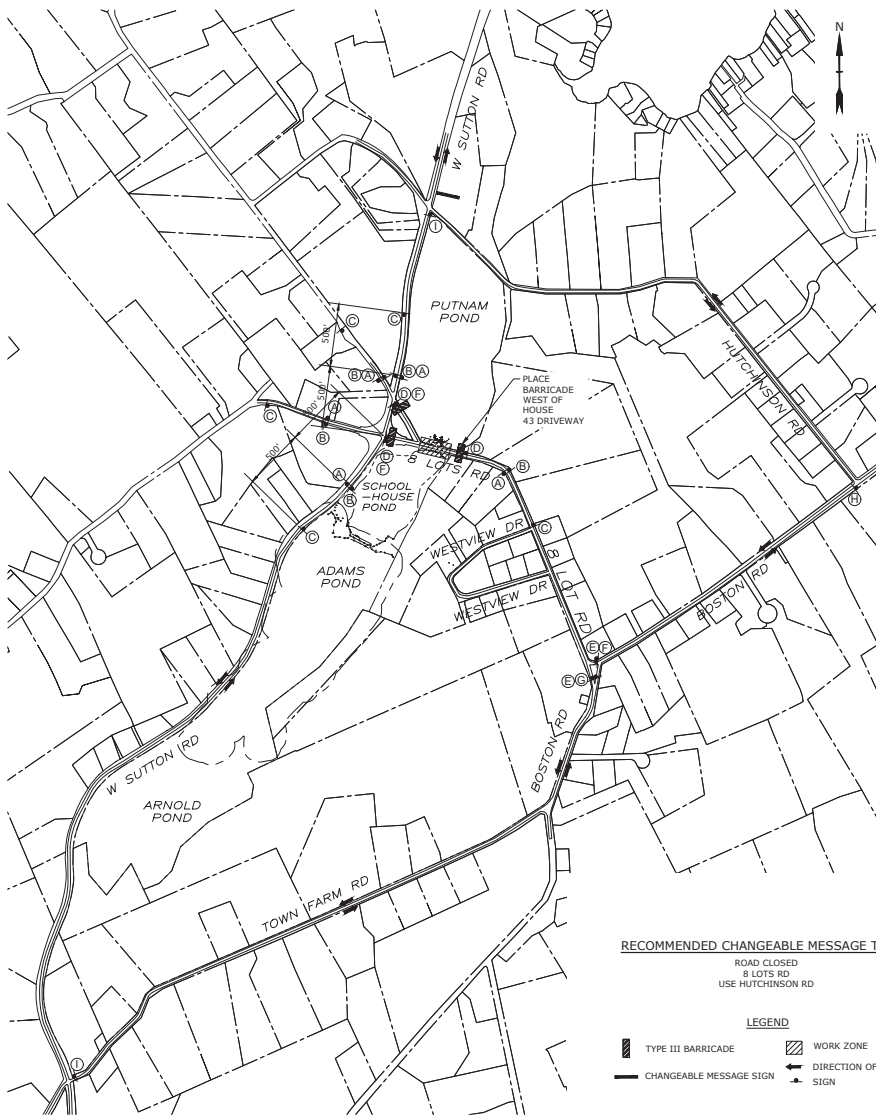 N
W SUTTON RD
I
PUTNAM
POND
C
C
500'
HUTCHINSON RD
B A
B A
500'
PLACE
BARRICADE
WEST OF
HOUSE
43 DRIVEWAY
D F
C
A
B
500'
D
F
8 LOTS RD
D
B
A
SCHOOL
-HOUSE
POND
A
B
H
C
C
WESTVIEW DR
8 LOT RD
ADAMS
POND
WESTVIEW DR
BOSTON RD
E F
E G
BOSTON RD
W SUTTON RD
ARNOLD
POND
TOWN FARM RD
I
RECOMMENDED CHANGEABLE MESSAGE T
ROAD CLOSED
8 LOTS RD
USE HUTCHINSON RD
LEGEND
TYPE III BARRICADE
WORK ZONE
CHANGEABLE MESSAGE SIGN
DIRECTION OF
SIGN